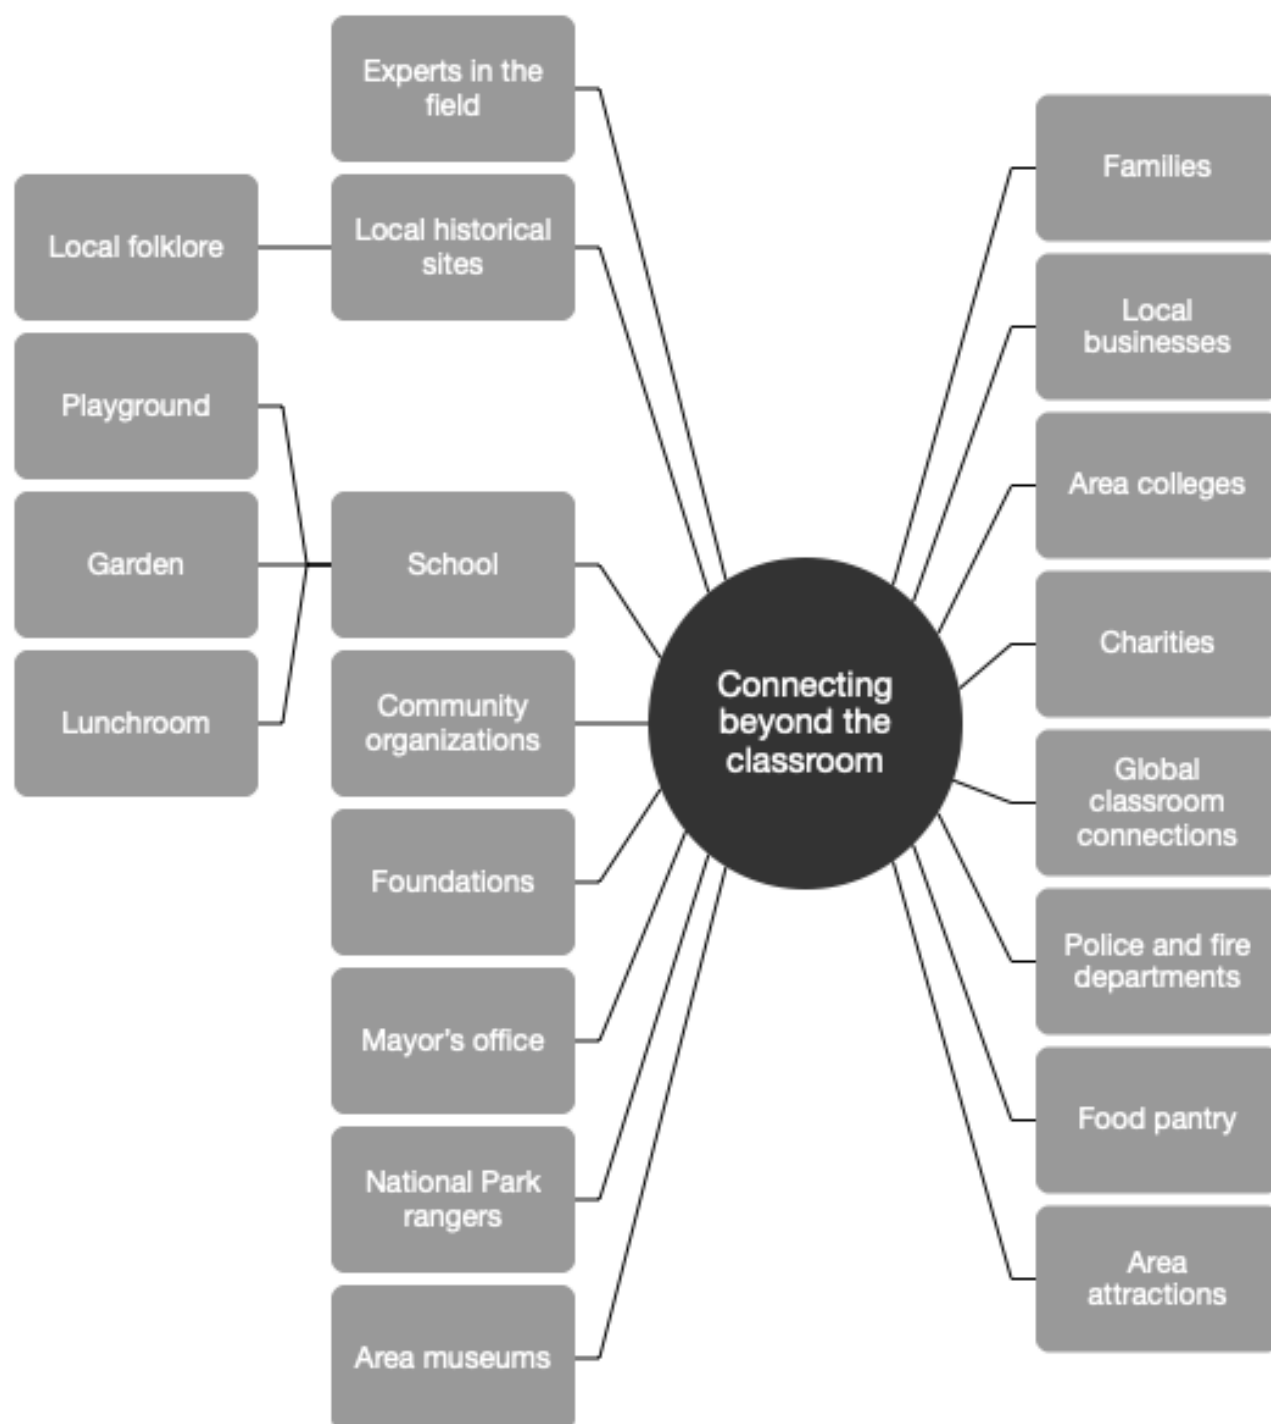 Experts in the
field
Local folklore
Local historical
sites
Playground
Garden
School
Lunchroom
Community
organizations
Foundations
Mayor's office
National Park
rangers
Area museums
Connecting
beyond the
classroom
Families
Local
businesses
Area colleges
Charities
Global
classroom
connections
Police and fire
departments
Food pantry
Area
attractions